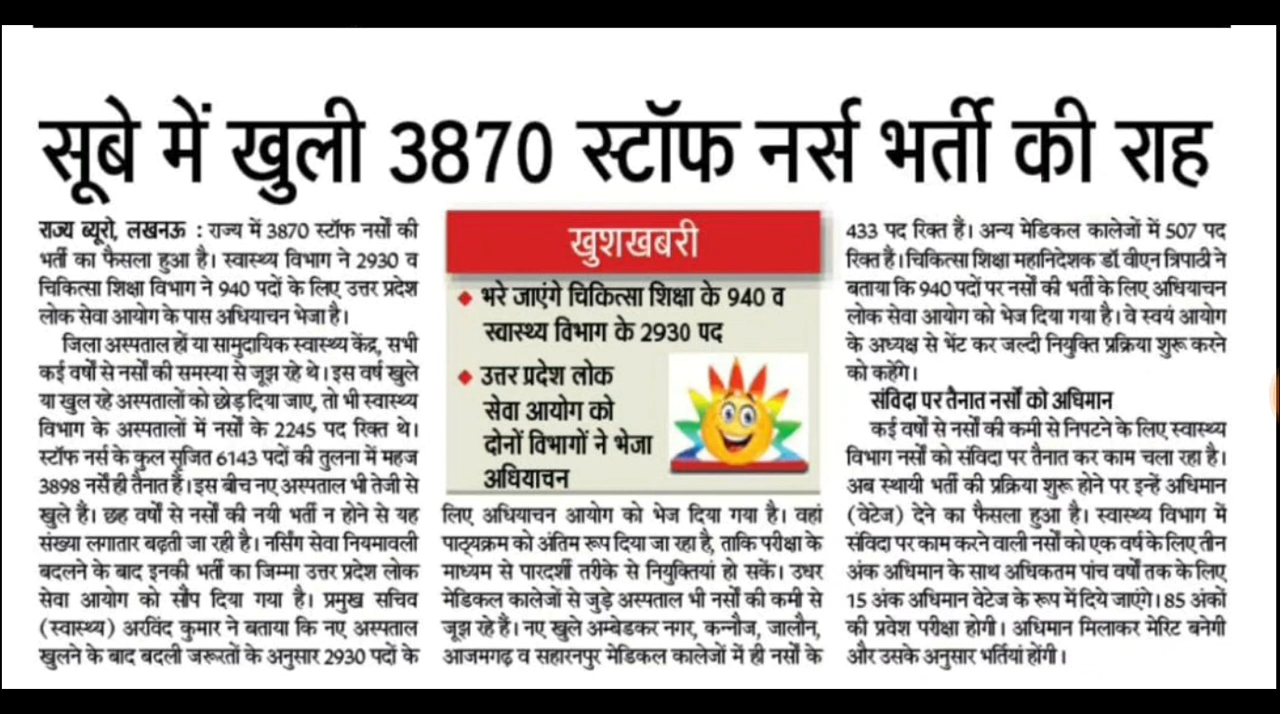 सूबे में खुली 3870 स्टॉफ नर्स भर्ती की राह
राज्य ब्यूरो, लखनऊ : राज्य में 3870 स्टॉफ नर्सों की
भर्ती का फैसला हुआ है। स्वास्थ्य विभाग ने 2930 व
चिकित्सा शिक्षा विभाग ने 940 पदों के लिए उत्तर प्रदेश
लोक सेवा आयोग के पास अधियाचन भेजा है।
जिला अस्पताल हों या सामुदायिक स्वास्थ्य केंद्र, सभी
कई वर्षों से नर्सों की समस्या से जूझ रहे थे। इस वर्ष खुले
या खुल रहे अस्पतालों को छोड़ दिया जाए, तो भी स्वास्थ्य
विभाग के अस्पतालों में नर्सों के 2245 पद रिक्त थे।
स्टॉफ नर्स के कुल सृजित 6143 पदों की तुलना में महज
3898 नर्सें ही तैनात हैं। इस बीच नए अस्पताल भी तेजी से
खुले हैं। छह वर्षों से नर्सों की नयी भर्ती न होने से यह
संख्या लगातार बढ़ती जा रही है। नर्सिंग सेवा नियमावली
बदलने के बाद इनकी भर्ती का जिम्मा उत्तर प्रदेश लोक
सेवा आयोग को सौंप दिया गया है। प्रमुख सचिव
(स्वास्थ्य) अरविंद कुमार ने बताया कि नए अस्पताल
खुलने के बाद बदली जरूरतों के अनुसार 2930 पदों के
खुशखबरी
भरे जाएंगे चिकित्सा शिक्षा के 940 व
स्वास्थ्य विभाग के 2930 पद
उत्तर प्रदेश लोक
सेवा आयोग को
दोनों विभागों ने भेजा
अधियाचन
लिए अधियाचन आयोग को भेज दिया गया है। वहां
पाठ्यक्रम को अंतिम रूप दिया जा रहा है, ताकि परीक्षा के
माध्यम से पारदर्शी तरीके से नियुक्तियां हो सकें। उधर
मेडिकल कालेजों से जुड़े अस्पताल भी नर्सों की कमी से
जूझ रहे है। नए खुले अम्बेडकर नगर, कन्नौज, जालौन,
आजमगढ़ व सहारनपुर मेडिकल कालेजों में ही नर्सों के
433 पद रिक्त हैं। अन्य मेडिकल कालेजों में 507 पद
रिक्त हैं। चिकित्सा शिक्षा महानिदेशक डॉ. वीएन त्रिपाठी ने
बताया कि 940 पदों पर नर्सों की भर्ती के लिए अधियाचन
लोक सेवा आयोग को भेज दिया गया है। वे स्वयं आयोग
के अध्यक्ष से भेंट कर जल्दी नियुक्ति प्रक्रिया शुरू करने
को कहेंगे।
संविदा पर तैनात नर्सों को अधिमान
कई वर्षों से नर्सों की कमी से निपटने के लिए स्वास्थ्य
विभाग नर्सों को संविदा पर तैनात कर काम चला रहा है।
अब स्थायी भर्ती की प्रक्रिया शुरू होने पर इन्हें अधिमान
(वेटेज) देने का फैसला हुआ है। स्वास्थ्य विभाग में
संविदा पर काम करने वाली नर्सों को एक वर्ष के लिए तीन
अंक अधिमान के साथ अधिकतम पांच वर्षों तक के लिए
15 अंक अधिमान वेटेज के रूप में दिये जाएंगे। 85 अंकों
की प्रवेश परीक्षा होगी। अधिमान मिलाकर मेरिट बनेगी
और उसके अनुसार भर्तियां होंगी।